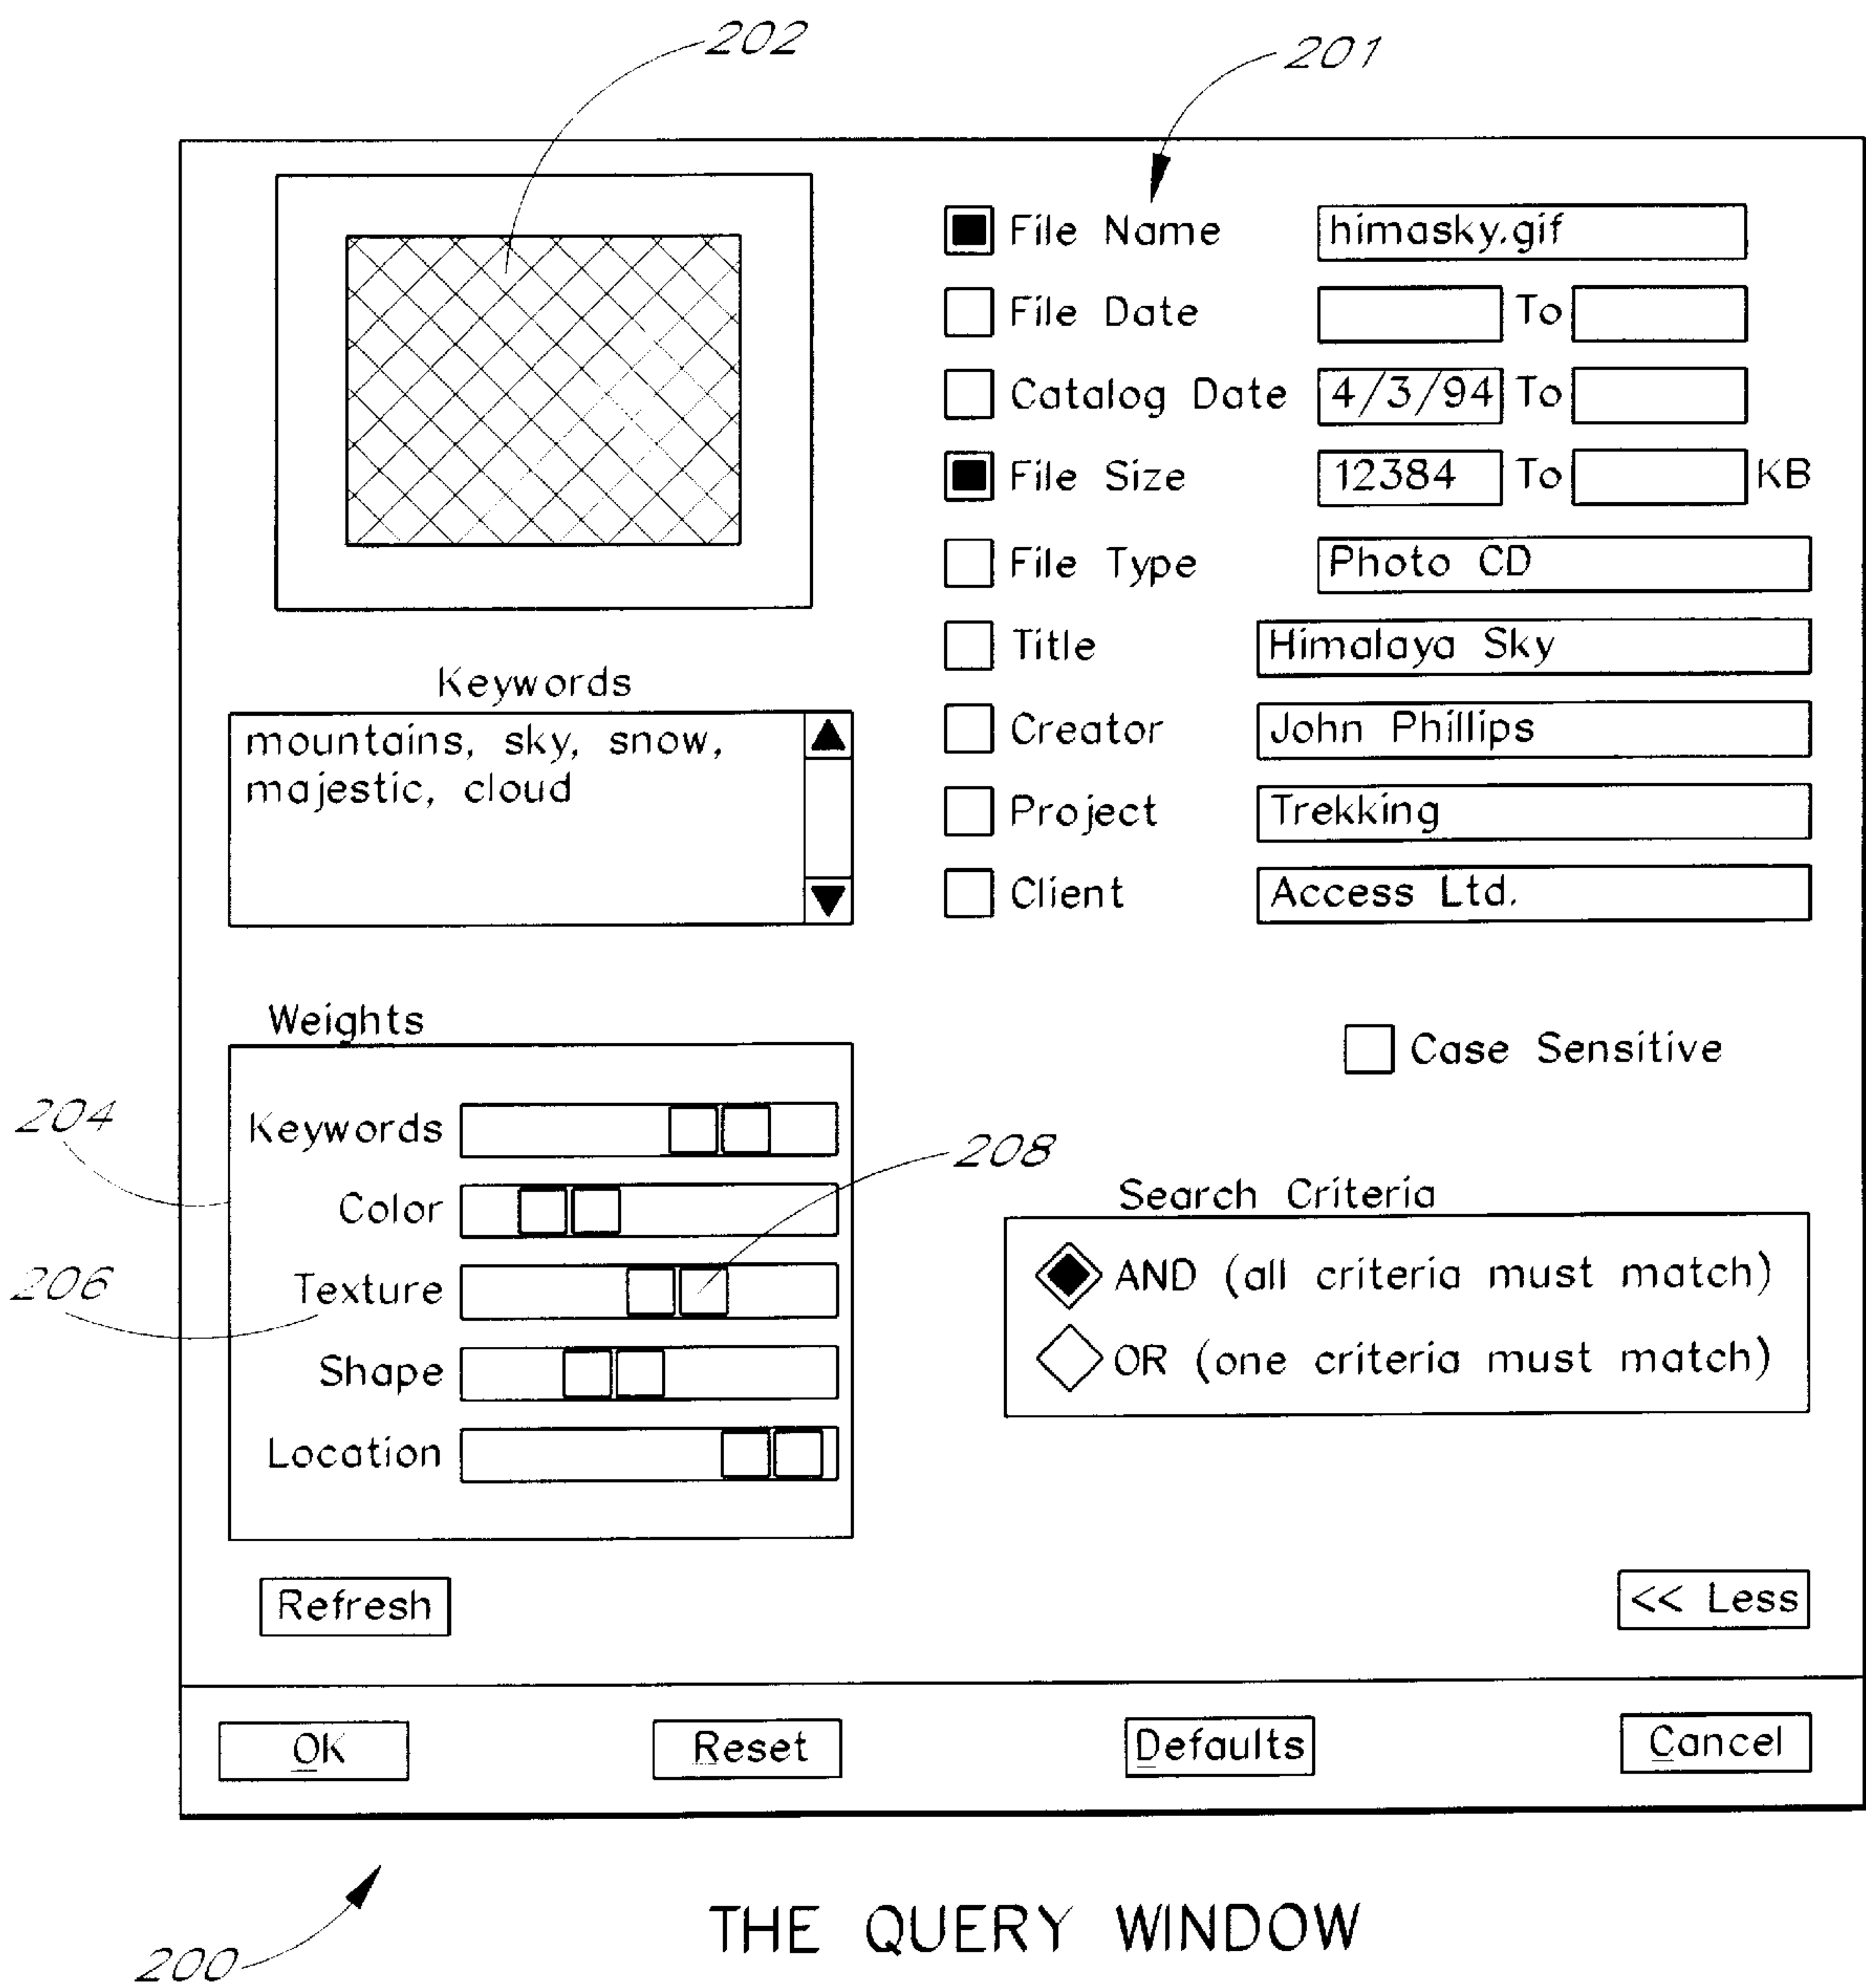 202
201
File Name himasky.gif
File Date To
Catalog Date 4/3/94 To
File Size 12384 To KB
File Type Photo CD
Title Himalaya Sky
Creator John Phillips
Project Trekking
Client Access Ltd.
Keywords
mountains, sky, snow,
majestic, cloud
Weights
Case Sensitive
204
Keywords
208
Color
206
Texture
Shape
Location
Search Criteria
AND (all criteria must match)
OR (one criteria must match)
Refresh
<< Less
OK Reset Defaults Cancel
200
THE QUERY WINDOW